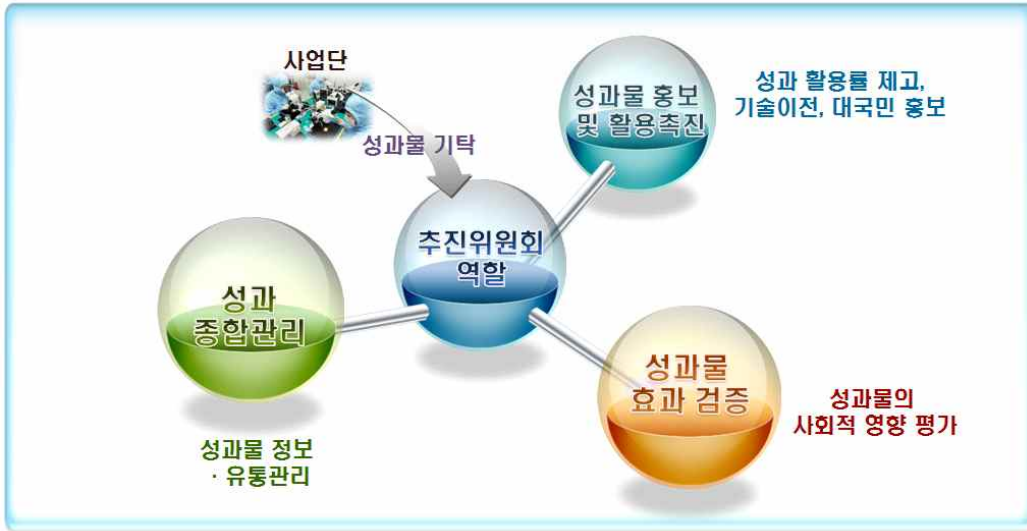 사업단
성과물 기탁
성과물 홍보
및 활용촉진
성과 활용률 제고,
기술이전, 대국민 홍보
추진위원회
역할
성과
종합관리
성과물 정보
· 유통관리
성과물
효과 검증
성과물의
사회적 영향 평가